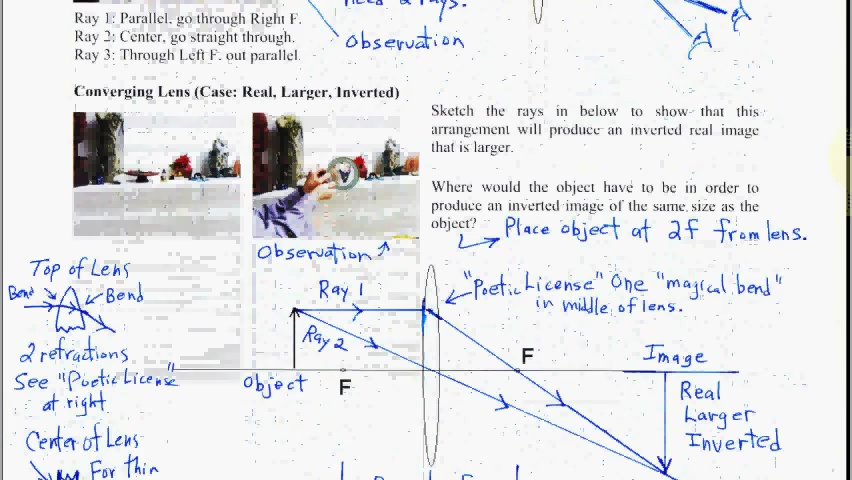 need 2 rays.
Ray 1: Parallel, go through Right F.
Ray 2: Center, go straight through.
Ray 3: Through Left F. out parallel.
Observation
Converging Lens (Case: Real, Larger, Inverted)
Sketch the rays in below to show that this
arrangement will produce an inverted real image
that is larger.
Where would the object have to be in order to
produce an inverted image of the same size as the
object?
Place object at 2F from lens.
Observation
Top of Lens
Bend
Bend
2 refractions
See "Poetic License"
at right
Center of Lens
For thin
Ray 1
Ray 2
"Poetic License" One "magical bend"
in middle of lens.
Object
F
F
Image
Real
Larger
Inverted